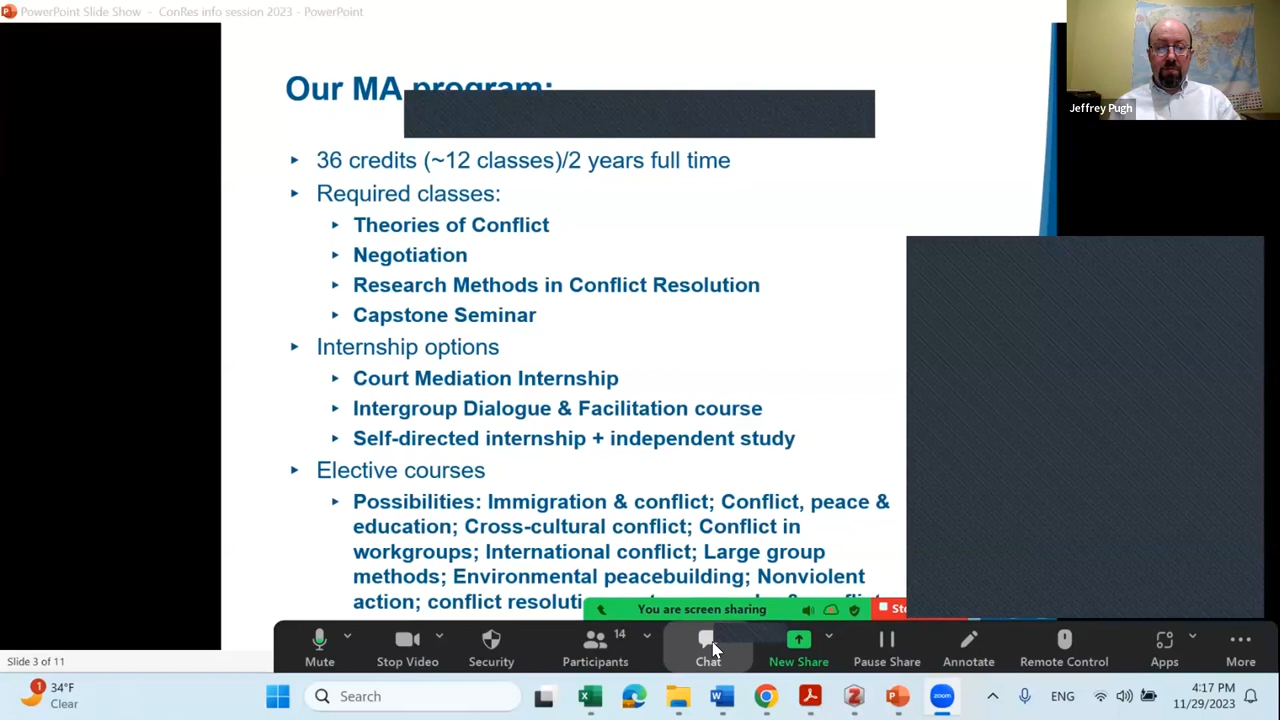 PowerPoint Slide Show - ConRes info session 2023 - PowerPoint
Jeffrey Pugh
Our MA program:
36 credits (~12 classes)/2 years full time
Required classes:
Theories of Conflict
Negotiation
Research Methods in Conflict Resolution
Capstone Seminar
Internship options
Court Mediation Internship
Intergroup Dialogue & Facilitation course
Self-directed internship + independent study
Elective courses
Possibilities: Immigration & conflict; Conflict, peace &
education; Cross-cultural conflict; Conflict in
workgroups; International conflict; Large group
methods; Environmental peacebuilding; Nonviolent
action; conflict
You are screen sharing
14
Mute
Stop Video
Security
Participants
Chat
New Share
Pause Share
Annotate
Remote Control
Apps
More
Slide 3 of 11
1
34°F
Clear
Search
zoom
ENG
4:17 PM
11/29/2023